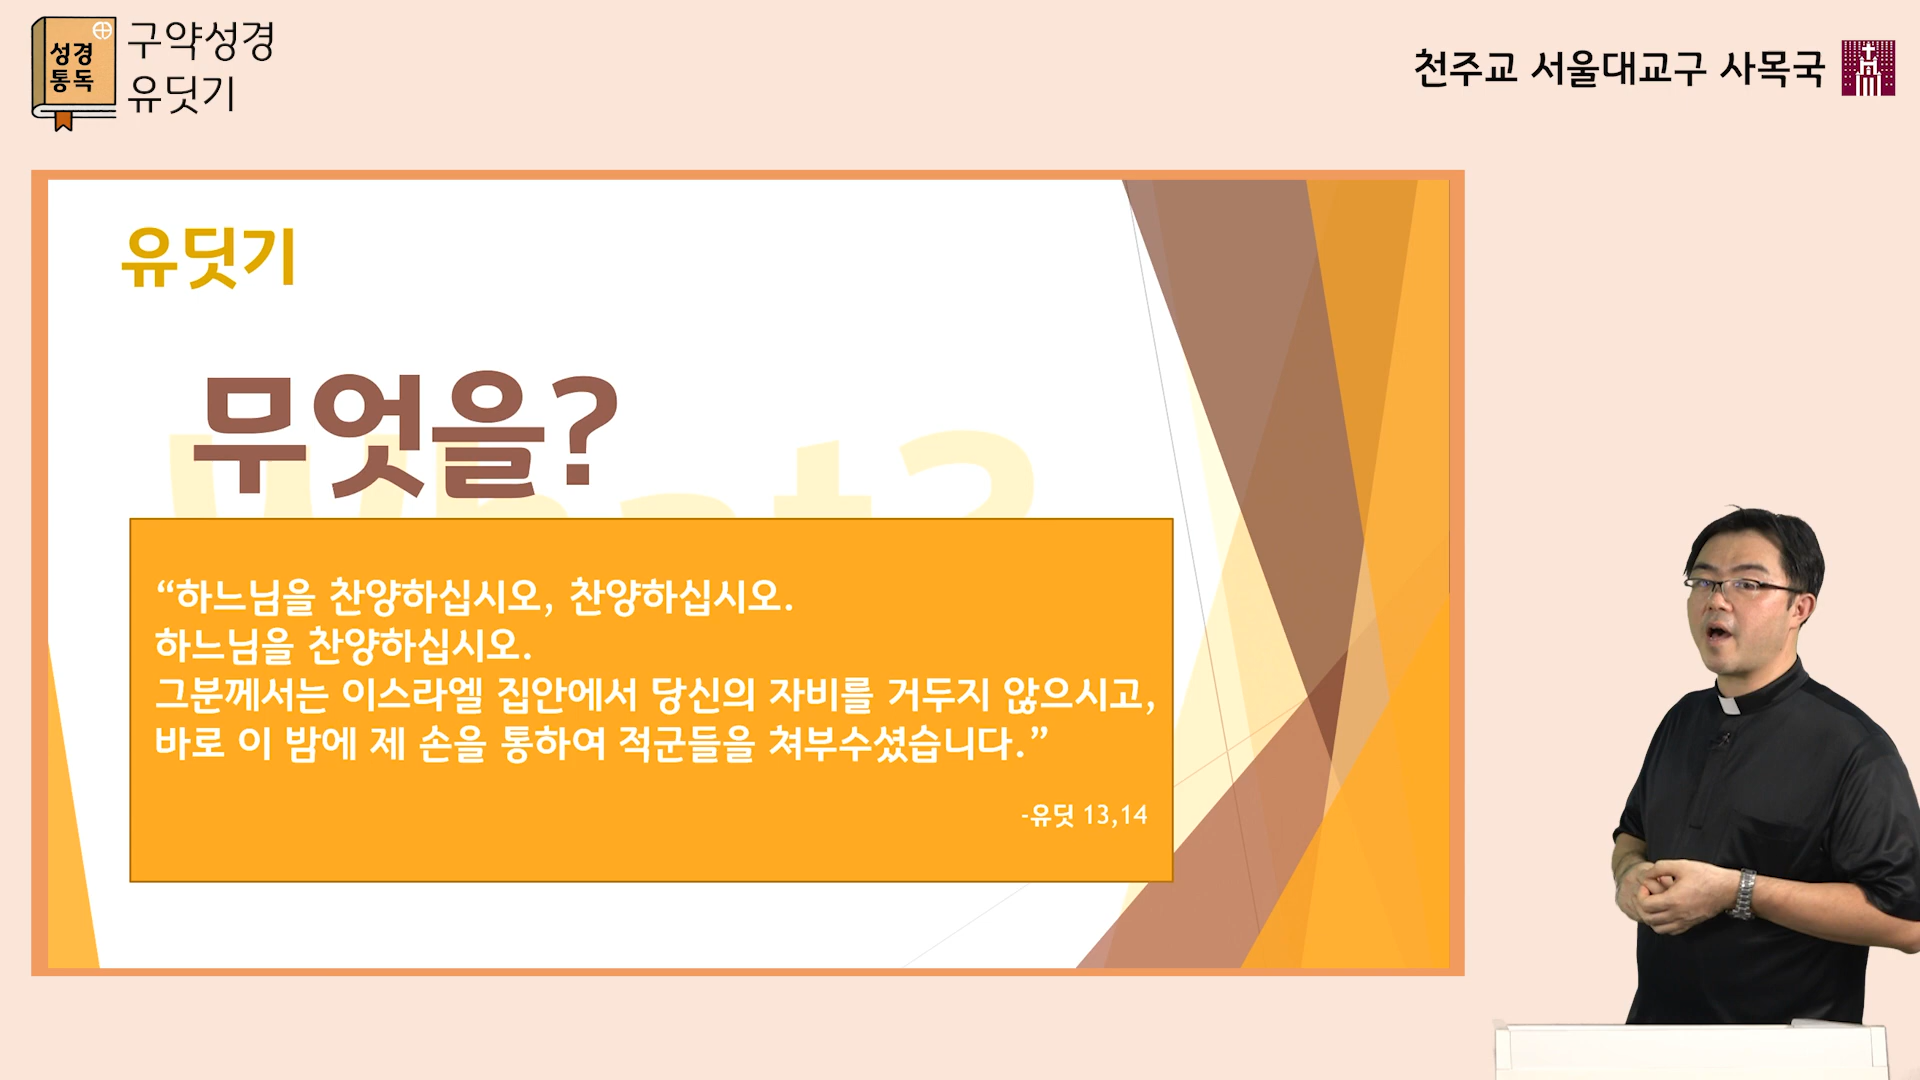 성경
통독
구약성경
유딧기
천주교 서울대교구 사목국
유딧기
무엇을?
What?
“하느님을 찬양하십시오, 찬양하십시오.
하느님을 찬양하십시오.
그분께서는 이스라엘 집안에서 당신의 자비를 거두지 않으시고,
바로 이 밤에 제 손을 통하여 적군들을 쳐부수셨습니다.”
-유딧 13,14